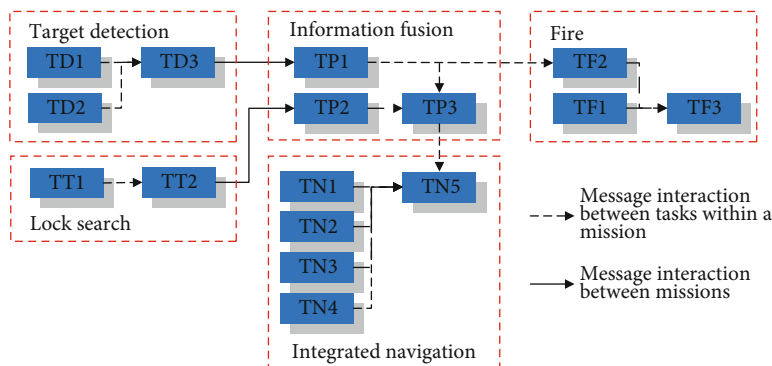 Target detection
TD1
TD3
TD2
Information fusion
TP1
TP2
TP3
Fire
TF2
TF1
TF3
TT1
TT2
Lock search
TN1
TN5
TN2
TN3
TN4
Integrated navigation
Message interaction
between tasks within a
mission
Message interaction
between missions